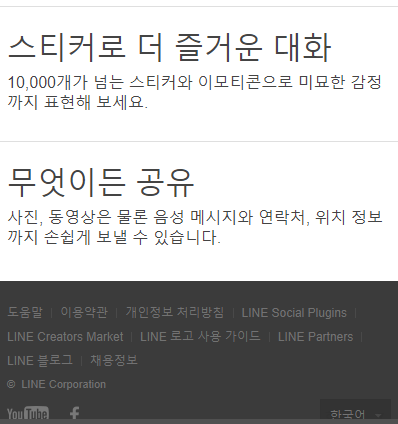 스티커로 더 즐거운 대화
10,000개가 넘는 스티커와 이모티콘으로 미묘한 감정
까지 표현해 보세요.
무엇이든 공유
사진, 동영상은 물론 음성 메시지와 연락처, 위치 정보
까지 손쉽게 보낼 수 있습니다.
도움말 | 이용약관 | 개인정보 처리방침 | LINE Social Plugins |
LINE Creators Market | LINE 로고 사용 가이드 | LINE Partners |
LINE 블로그 | 채용정보
© LINE Corporation
YouTube f 한국어